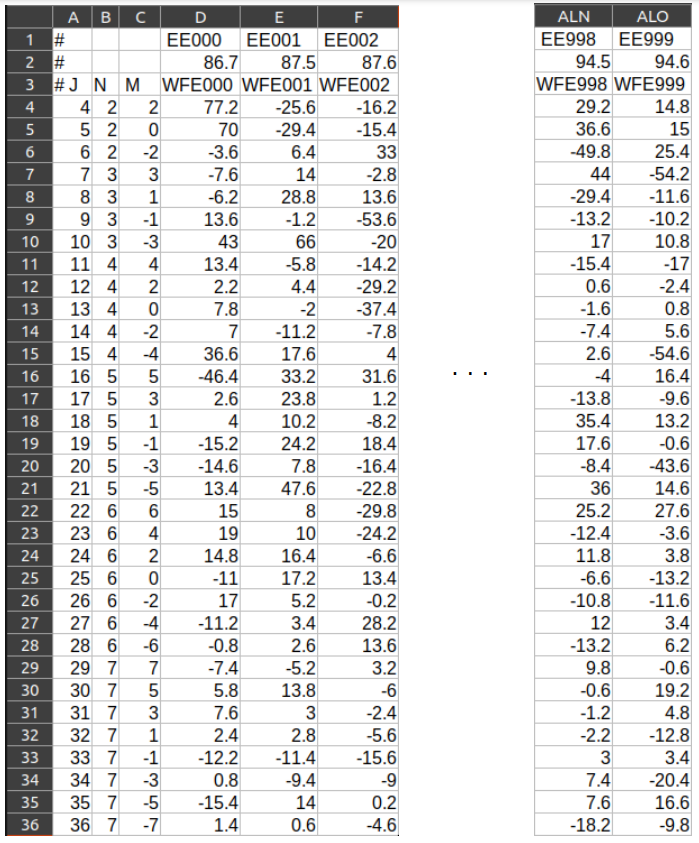 A B C D E F ALN ALO
1 # EE000 EE001 EE002 EE998 EE999
2 # 86.7 87.5 87.6 94.5 94.6
3 # J N M WFE000 WFE001 WFE002 WFE998 WFE999
4 4 2 2 77.2 -25.6 -16.2 29.2 14.8
5 5 2 0 70 -29.4 -15.4 36.6 15
6 6 2 -2 -3.6 6.4 33 -49.8 25.4
7 7 3 3 -7.6 14 -2.8 44 -54.2
8 8 3 1 -6.2 28.8 13.6 -29.4 -11.6
9 9 3 -1 13.6 -1.2 -53.6 -13.2 -10.2
10 10 3 -3 43 66 -20 17 10.8
11 11 4 4 13.4 -5.8 -14.2 -15.4 -17
12 12 4 2 2.2 4.4 -29.2 0.6 -2.4
13 13 4 0 7.8 -2 -37.4 -1.6 0.8
14 14 4 -2 7 -11.2 -7.8 -7.4 5.6
15 15 4 -4 36.6 17.6 4 2.6 -54.6
16 16 5 5 -46.4 33.2 31.6 . . . -4 16.4
17 17 5 3 2.6 23.8 1.2 -13.8 -9.6
18 18 5 1 4 10.2 -8.2 35.4 13.2
19 19 5 -1 -15.2 24.2 18.4 17.6 -0.6
20 20 5 -3 -14.6 7.8 -16.4 -8.4 -43.6
21 21 5 -5 13.4 47.6 -22.8 36 14.6
22 22 6 6 15 8 -29.8 25.2 27.6
23 23 6 4 19 10 -24.2 -12.4 -3.6
24 24 6 2 14.8 16.4 -6.6 11.8 3.8
25 25 6 0 -11 17.2 13.4 -6.6 -13.2
26 26 6 -2 17 5.2 -0.2 -10.8 -11.6
27 27 6 -4 -11.2 3.4 28.2 12 3.4
28 28 6 -6 -0.8 2.6 13.6 -13.2 6.2
29 29 7 7 -7.4 -5.2 3.2 9.8 -0.6
30 30 7 5 5.8 13.8 -6 -0.6 19.2
31 31 7 3 7.6 3 -2.4 -1.2 4.8
32 32 7 1 2.4 2.8 -5.6 -2.2 -12.8
33 33 7 -1 -12.2 -11.4 -15.6 3 3.4
34 34 7 -3 0.8 -9.4 -9 7.4 -20.4
35 35 7 -5 -15.4 14 0.2 7.6 16.6
36 36 7 -7 1.4 0.6 -4.6 -18.2 -9.8